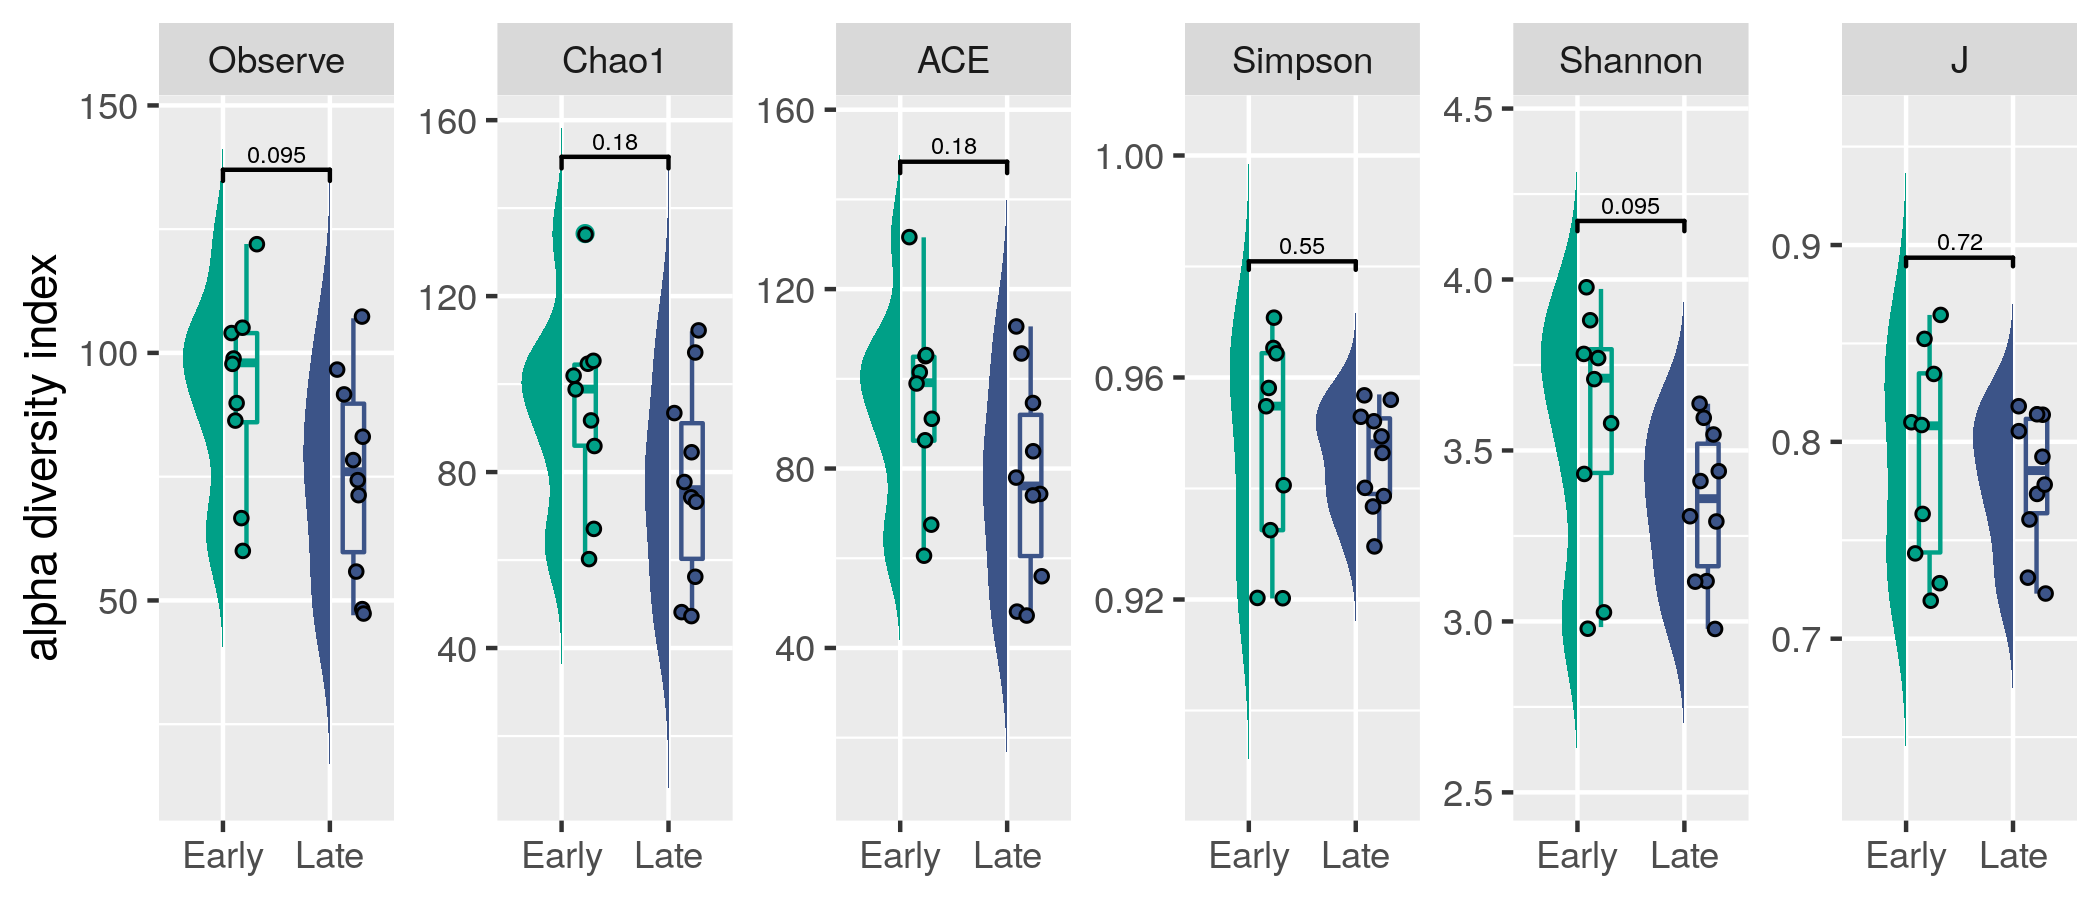 alpha diversity index
Observe
150
100
50
0.095
Early Late
Chao1
160
120
80
40
0.18
Early Late
ACE
160
120
80
40
0.18
Early Late
Simpson
1.00
0.96
0.92
0.55
Early Late
Shannon
4.5
4.0
3.5
3.0
2.5
0.095
Early Late
J
0.9
0.8
0.7
0.72
Early Late